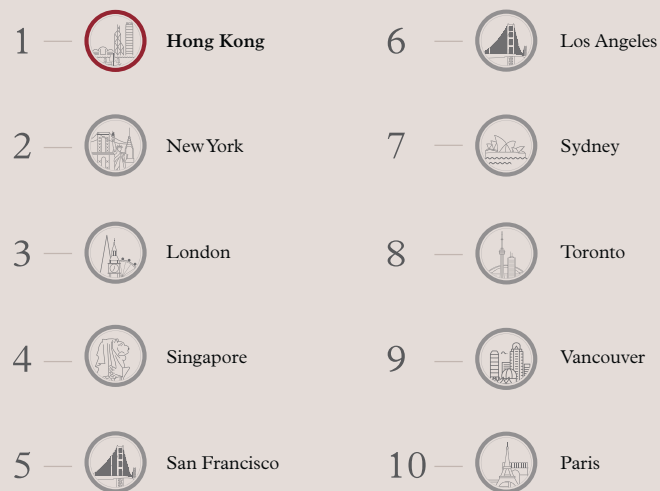 1 Hong Kong
2 New York
3 London
4 Singapore
5 San Francisco
6 Los Angeles
7 Sydney
8 Toronto
9 Vancouver
10 Paris